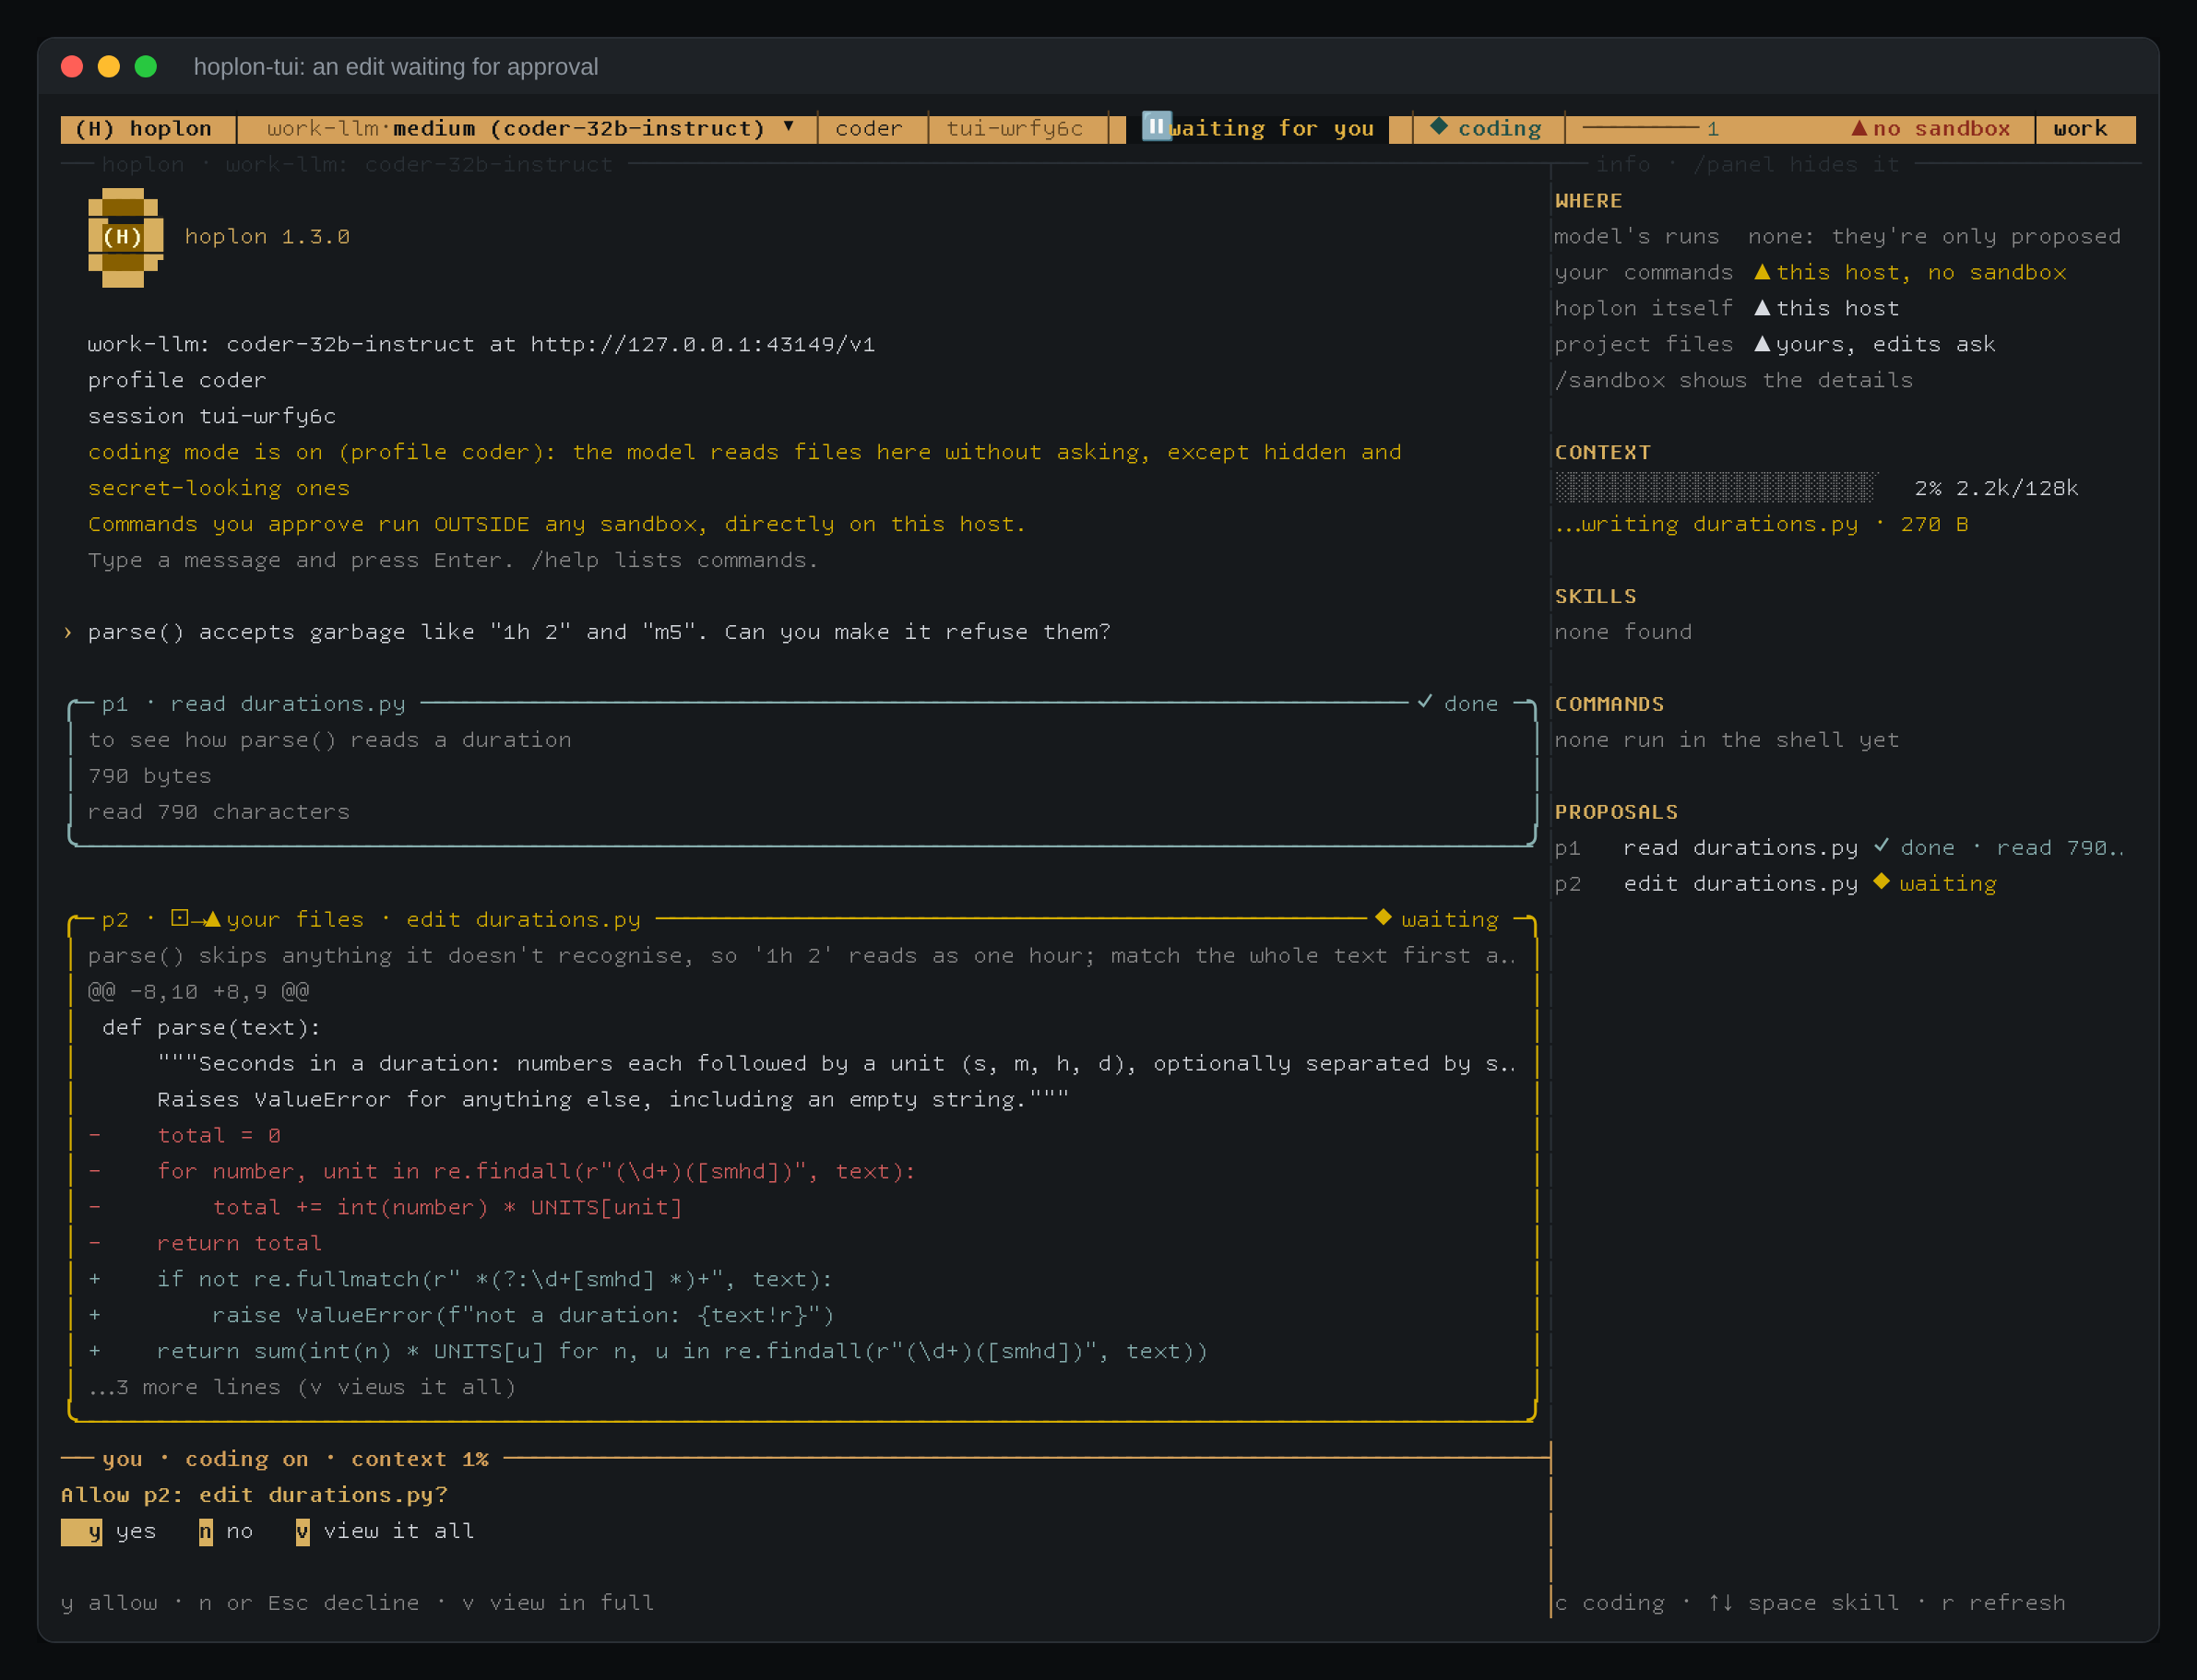 hoplon-tui: an edit waiting for approval
(H) hoplon │ work-llm·medium (coder-32b-instruct) ▼ │ coder │ tui-wrfy6c │ ⏸waiting for you │ ◆ coding │ ──────── 1 ▲no sandbox │ work
── hoplon · work-llm: coder-32b-instruct ──
(H) hoplon 1.3.0
work-llm: coder-32b-instruct at http://127.0.0.1:43149/v1
profile coder
session tui-wrfy6c
coding mode is on (profile coder): the model reads files here without asking, except hidden and
secret-looking ones
Commands you approve run OUTSIDE any sandbox, directly on this host.
Type a message and press Enter. /help lists commands.
› parse() accepts garbage like "1h 2" and "m5". Can you make it refuse them?
p1 · read durations.py ✓ done
to see how parse() reads a duration
790 bytes
read 790 characters
p2 · ⊡→▲your files · edit durations.py ◆ waiting
parse() skips anything it doesn't recognise, so '1h 2' reads as one hour; match the whole text first a..
@@ -8,10 +8,9 @@
 def parse(text):
     """Seconds in a duration: numbers each followed by a unit (s, m, h, d), optionally separated by s..
     Raises ValueError for anything else, including an empty string."""
-    total = 0
-    for number, unit in re.findall(r"(\d+)([smhd])", text):
-        total += int(number) * UNITS[unit]
-    return total
+    if not re.fullmatch(r" *(?:\d+[smhd] *)+", text):
+        raise ValueError(f"not a duration: {text!r}")
+    return sum(int(n) * UNITS[u] for n, u in re.findall(r"(\d+)([smhd])", text))
…3 more lines (v views it all)
── you · coding on · context 1% ──
Allow p2: edit durations.py?
y yes n no v view it all
y allow · n or Esc decline · v view in full
── info · /panel hides it ──
WHERE
model's runs none: they're only proposed
your commands ▲this host, no sandbox
hoplon itself ▲this host
project files ▲yours, edits ask
/sandbox shows the details
CONTEXT
2% 2.2k/128k
…writing durations.py · 270 B
SKILLS
none found
COMMANDS
none run in the shell yet
PROPOSALS
p1 read durations.py ✓ done · read 790..
p2 edit durations.py ◆ waiting
c coding · ↑↓ space skill · r refresh